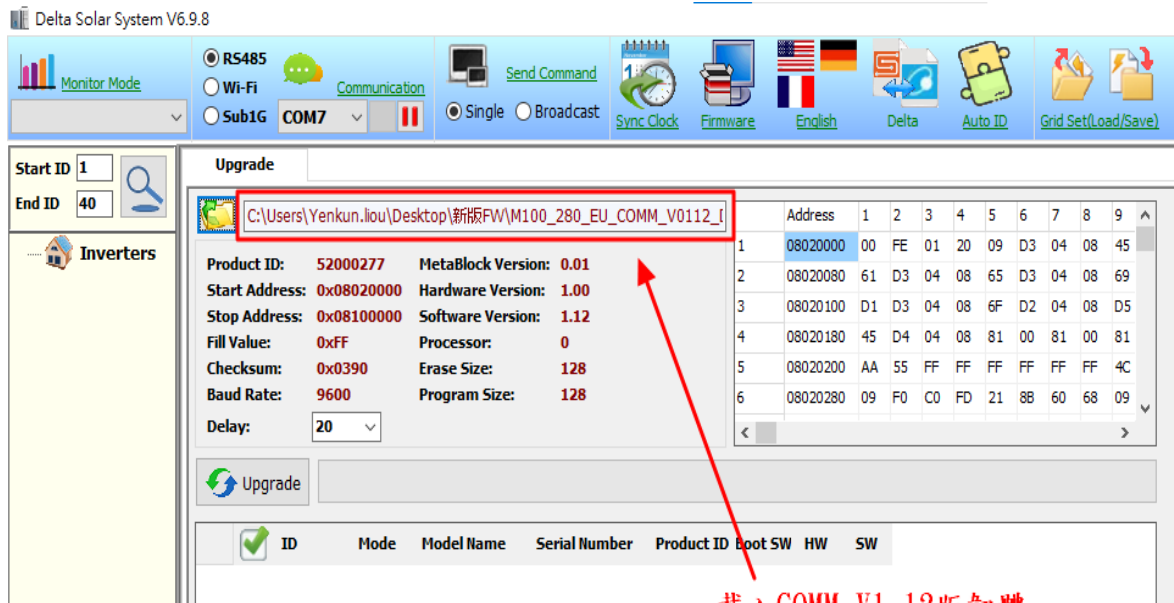 Delta Solar System V6.9.8
Monitor Mode
RS485
Wi-Fi
Sub1G
COM7
Communication
Send Command
Single
Broadcast
Sync Clock
Firmware
English
Delta
Auto ID
Grid Set(Load/Save)
Start ID 1
End ID 40
Inverters
Upgrade
C:\Users\Yenkun.liou\Desktop\新版FW\M100_280_EU_COMM_V0112_
Product ID: 52000277 MetaBlock Version: 0.01
Start Address: 0x08020000 Hardware Version: 1.00
Stop Address: 0x08100000 Software Version: 1.12
Fill Value: 0xFF Processor: 0
Checksum: 0x0390 Erase Size: 128
Baud Rate: 9600 Program Size: 128
Delay: 20
Address 1 2 3 4 5 6 7 8 9
1 08020000 00 FE 01 20 09 D3 04 08 45
2 08020080 61 D3 04 08 65 D3 04 08 69
3 08020100 D1 D3 04 08 6F D2 04 08 D5
4 08020180 45 D4 04 08 81 00 81 00 81
5 08020200 AA 55 FF FF FF FF FF FF 4C
6 08020280 09 F0 C0 FD 21 8B 60 68 09
Upgrade
ID Mode Model Name Serial Number Product ID Boot SW HW SW
COMM V1.12版